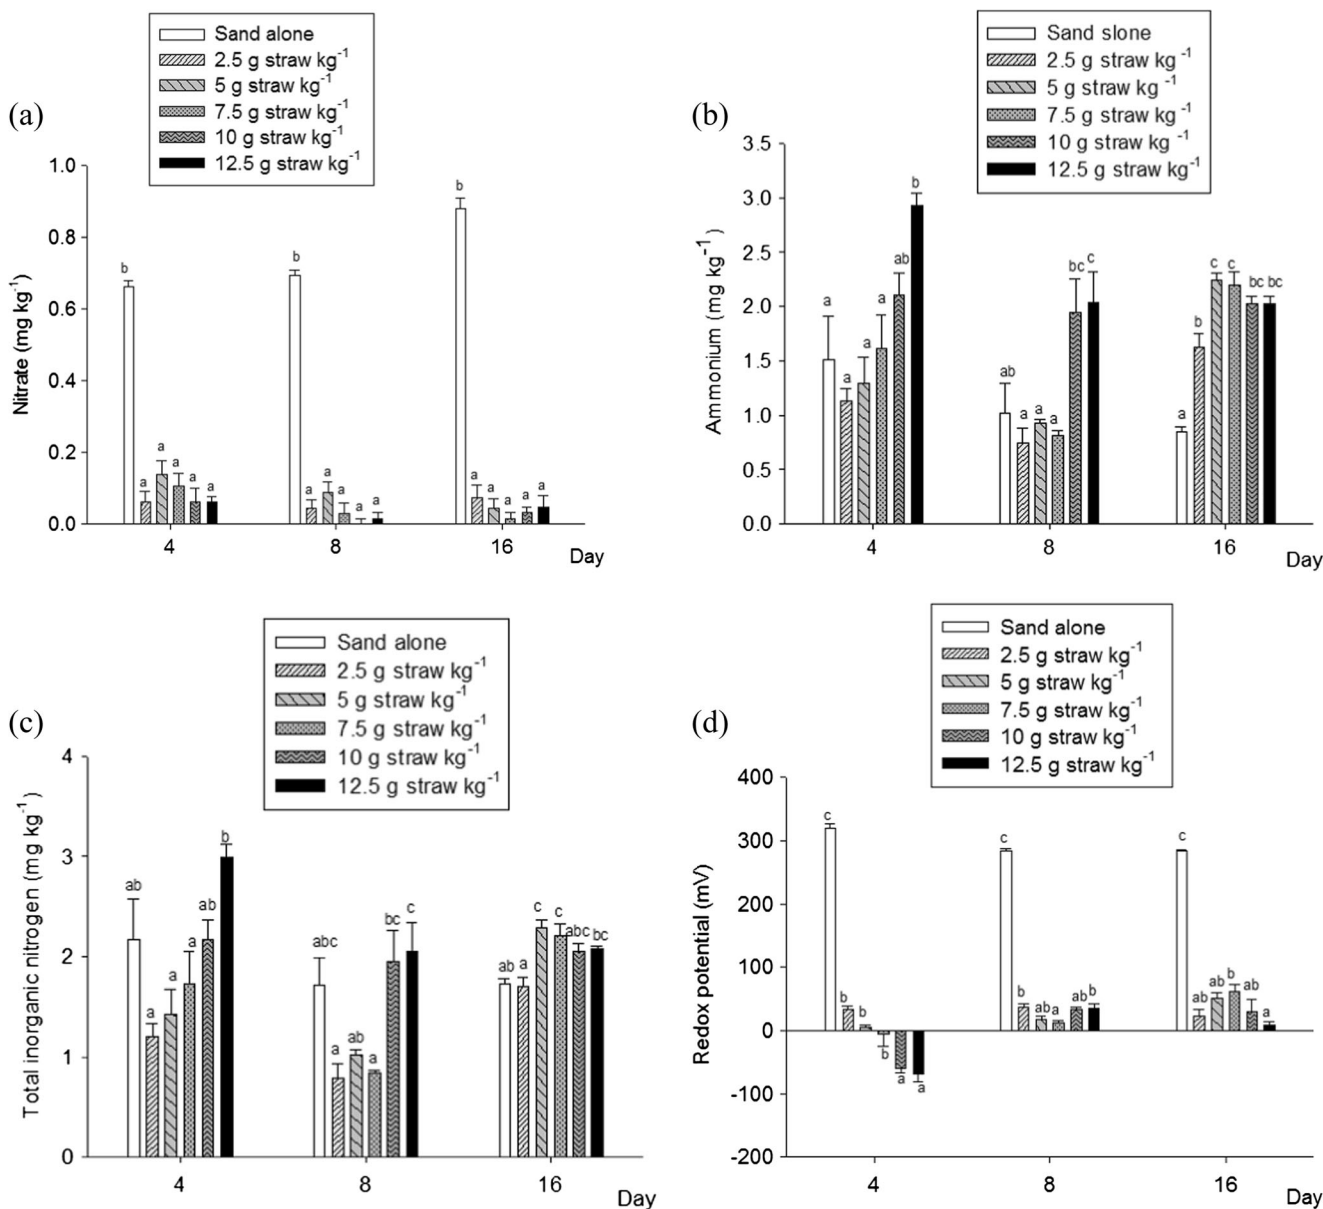 (a)
Sand alone
2.5 g straw kg⁻¹
5 g straw kg⁻¹
7.5 g straw kg⁻¹
10 g straw kg⁻¹
12.5 g straw kg⁻¹
Nitrate (mg kg⁻¹)
1.0
0.8
0.6
0.4
0.2
0.0
b
a
a
a
a
a
b
a
a
a
a
a
b
a
a
a
a
a
4
8
16
Day
(b)
Sand slone
2.5 g straw kg⁻¹
5 g straw kg⁻¹
7.5 g straw kg⁻¹
10 g straw kg⁻¹
12.5 g straw kg⁻¹
Ammonium (mg kg⁻¹)
3.5
3.0
2.5
2.0
1.5
1.0
0.5
0.0
a
a
a
a
ab
b
ab
a
a
a
bc
c
a
b
c
c
bc
bc
4
8
16
Day
(c)
Sand alone
2.5 g straw kg⁻¹
5 g straw kg⁻¹
7.5 g straw kg⁻¹
10 g straw kg⁻¹
12.5 g straw kg⁻¹
Total inorganic nitrogen (mg kg⁻¹)
4
3
2
1
0
ab
a
a
a
ab
b
abc
a
ab
a
bc
c
ab
a
c
c
abc
bc
4
8
16
Day
(d)
Sand alone
2.5 g straw kg⁻¹
5 g straw kg⁻¹
7.5 g straw kg⁻¹
10 g straw kg⁻¹
12.5 g straw kg⁻¹
Redox potential (mV)
400
300
200
100
0
-100
-200
c
b
b
b
a
a
c
b
ab
a
ab
b
c
ab
ab
b
ab
a
4
8
16
Day